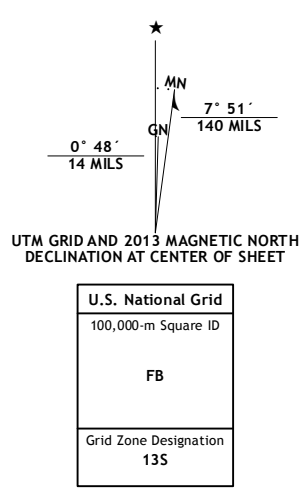 MN
GN
7° 51´
140 MILS
0° 48´
14 MILS
UTM GRID AND 2013 MAGNETIC NORTH
DECLINATION AT CENTER OF SHEET
U.S. National Grid
100,000-m Square ID
FB
Grid Zone Designation
13S